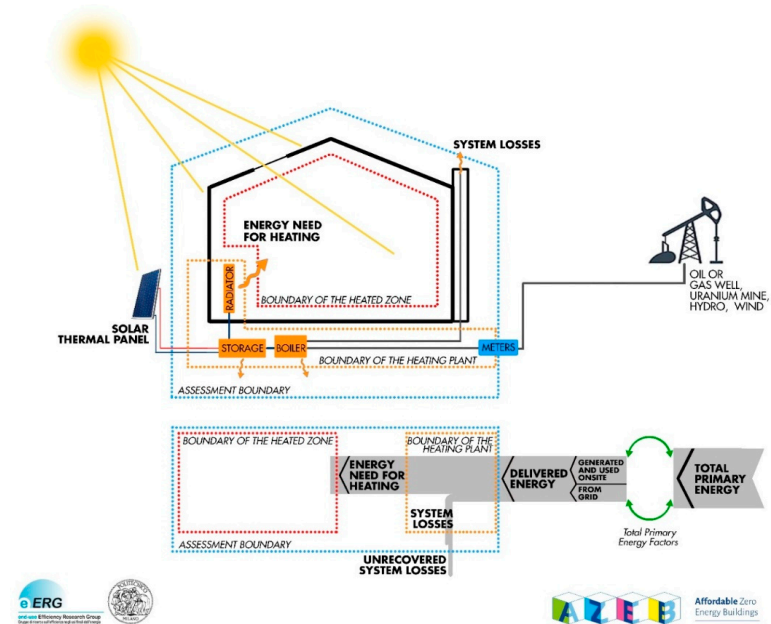 SYSTEM LOSSES
ENERGY NEED
FOR HEATING
RADIATOR
BOUNDARY OF THE HEATED ZONE
OIL OR
GAS WELL,
URANIUM MINE,
HYDRO, WIND
SOLAR
THERMAL PANEL
STORAGE
BOILER
METERS
BOUNDARY OF THE HEATING PLANT
ASSESSMENT BOUNDARY
BOUNDARY OF THE HEATED ZONE
BOUNDARY OF THE
HEATING PLANT
ENERGY
NEED FOR
HEATING
DELIVERED
ENERGY
GENERATED
AND USED
ONSITE
FROM
GRID
TOTAL
PRIMARY
ENERGY
SYSTEM
LOSSES
Total Primary
Energy Factors
ASSESSMENT BOUNDARY
UNRECOVERED
SYSTEM LOSSES
eERG
end-use Efficiency Research Group
POLITECNICO
MILANO
AZEB
Affordable Zero
Energy Buildings